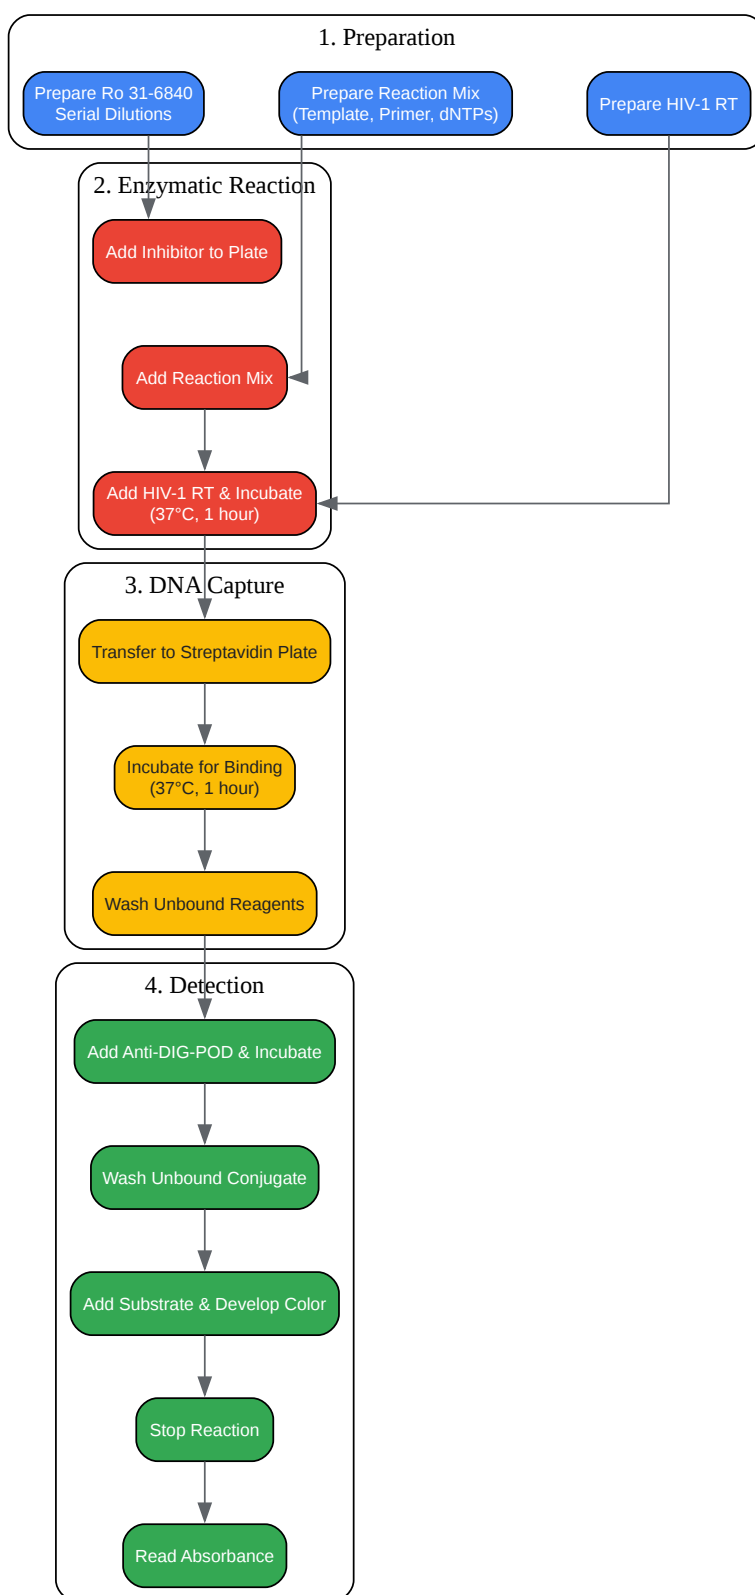 1. Preparation
Prepare Ro 31-6840
Serial Dilutions
Prepare Reaction Mix
(Template, Primer, dNTPs)
Prepare HIV-1 RT
2. Enzymatic Reaction
Add Inhibitor to Plate
Add Reaction Mix
Add HIV-1 RT & Incubate
(37°C, 1 hour)
3. DNA Capture
Transfer to Streptavidin Plate
Incubate for Binding
(37°C, 1 hour)
Wash Unbound Reagents
4. Detection
Add Anti-DIG-POD & Incubate
Wash Unbound Conjugate
Add Substrate & Develop Color
Stop Reaction
Read Absorbance